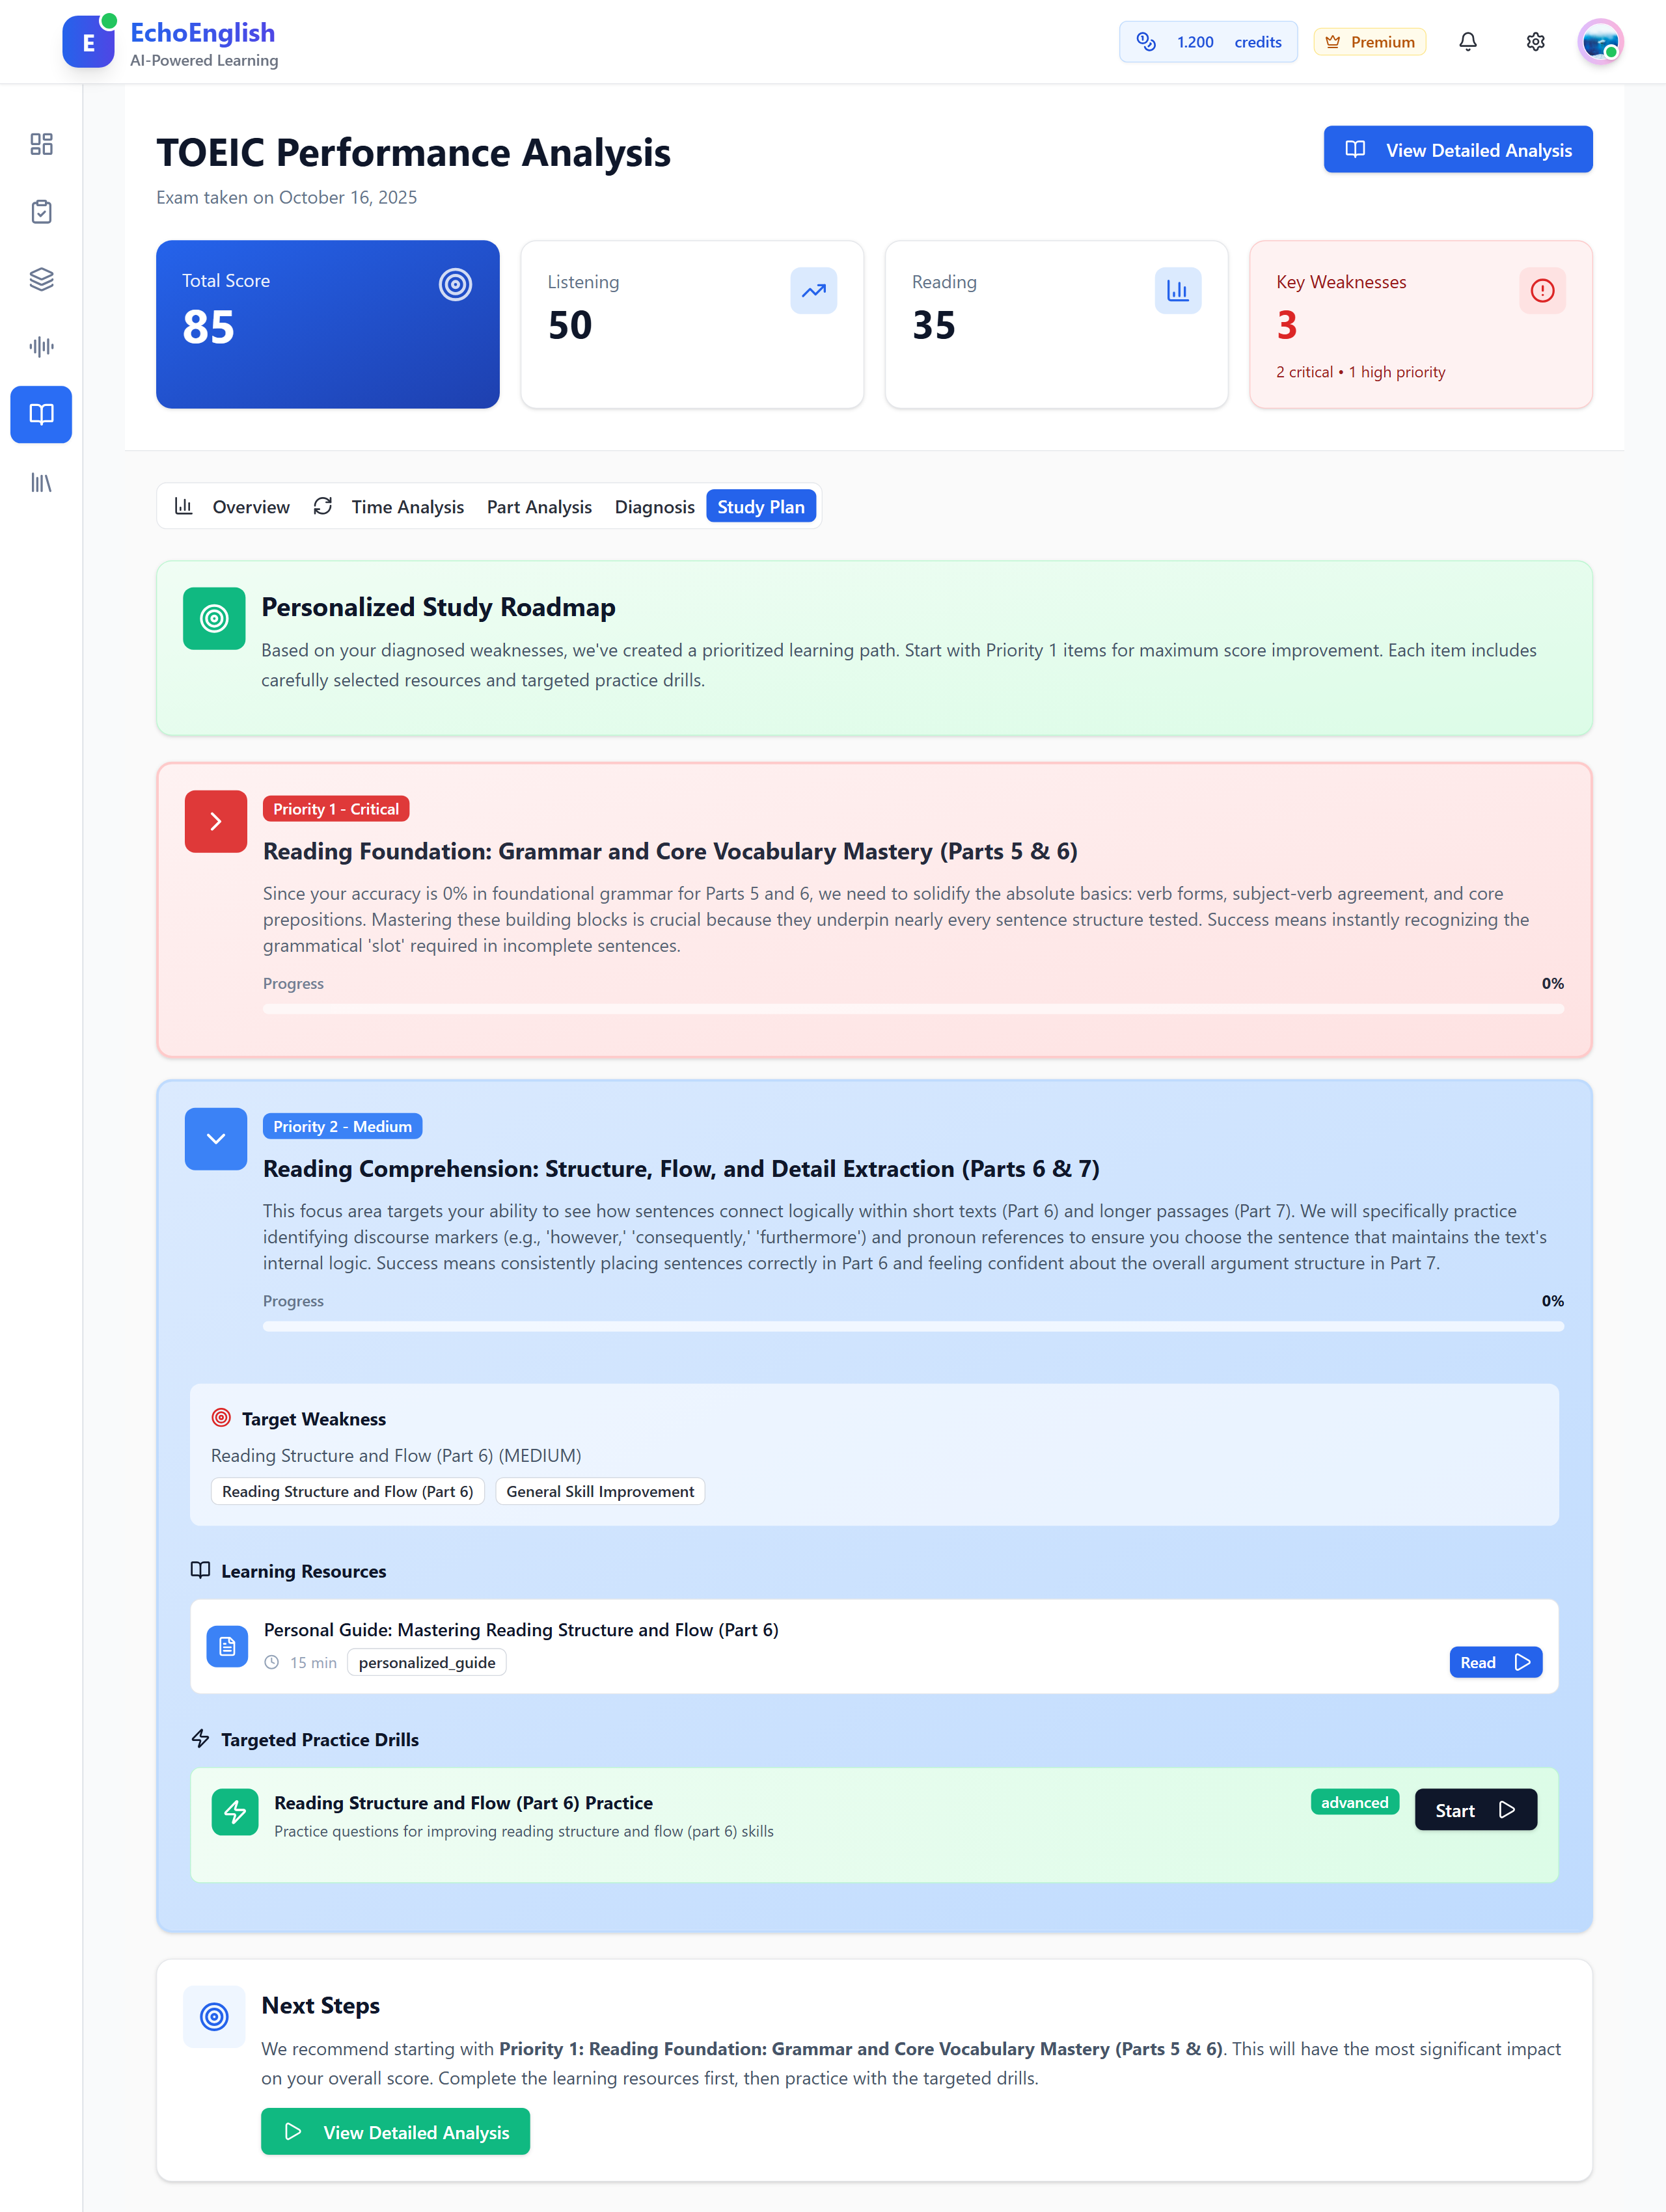 E
EchoEnglish
AI-Powered Learning
1.200 credits
Premium
TOEIC Performance Analysis
Exam taken on October 16, 2025
View Detailed Analysis
Total Score
85
Listening
50
Reading
35
Key Weaknesses
3
2 critical • 1 high priority
Overview
Time Analysis
Part Analysis
Diagnosis
Study Plan
Personalized Study Roadmap
Based on your diagnosed weaknesses, we've created a prioritized learning path. Start with Priority 1 items for maximum score improvement. Each item includes
carefully selected resources and targeted practice drills.
Priority 1 - Critical
Reading Foundation: Grammar and Core Vocabulary Mastery (Parts 5 & 6)
Since your accuracy is 0% in foundational grammar for Parts 5 and 6, we need to solidify the absolute basics: verb forms, subject-verb agreement, and core
prepositions. Mastering these building blocks is crucial because they underpin nearly every sentence structure tested. Success means instantly recognizing the
grammatical 'slot' required in incomplete sentences.
Progress 0%
Priority 2 - Medium
Reading Comprehension: Structure, Flow, and Detail Extraction (Parts 6 & 7)
This focus area targets your ability to see how sentences connect logically within short texts (Part 6) and longer passages (Part 7). We will specifically practice
identifying discourse markers (e.g., 'however,' 'consequently,' 'furthermore') and pronoun references to ensure you choose the sentence that maintains the text's
internal logic. Success means consistently placing sentences correctly in Part 6 and feeling confident about the overall argument structure in Part 7.
Progress 0%
Target Weakness
Reading Structure and Flow (Part 6) (MEDIUM)
Reading Structure and Flow (Part 6)
General Skill Improvement
Learning Resources
Personal Guide: Mastering Reading Structure and Flow (Part 6)
15 min
personalized_guide
Read
Targeted Practice Drills
Reading Structure and Flow (Part 6) Practice
Practice questions for improving reading structure and flow (part 6) skills
advanced
Start
Next Steps
We recommend starting with Priority 1: Reading Foundation: Grammar and Core Vocabulary Mastery (Parts 5 & 6). This will have the most significant impact
on your overall score. Complete the learning resources first, then practice with the targeted drills.
View Detailed Analysis